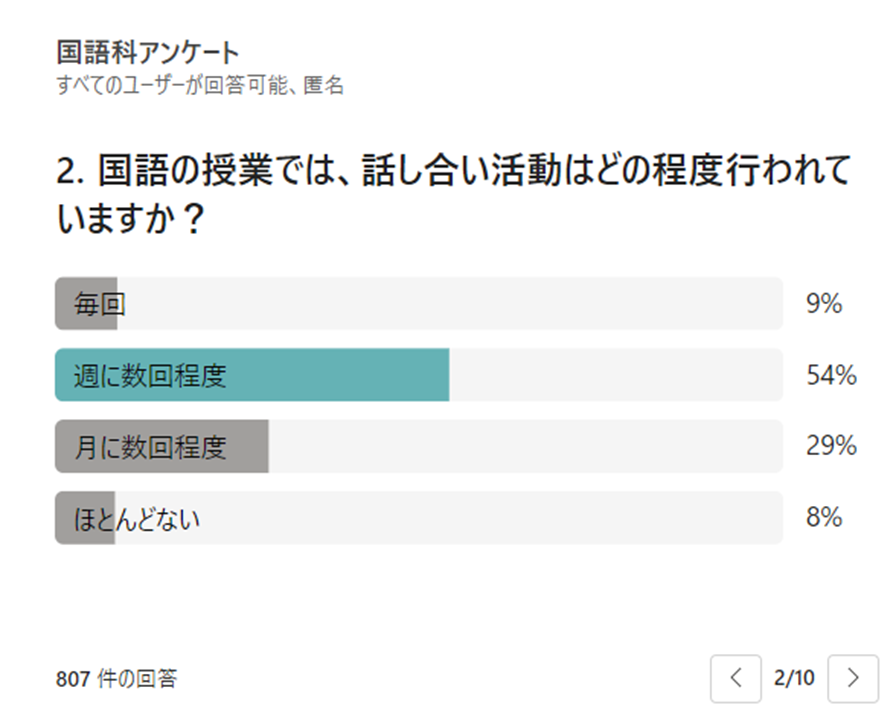 国語科アンケート
すべてのユーザーが回答可能、匿名
2. 国語の授業では、話し合い活動はどの程度行われて
いますか？
毎回 9%
週に数回程度 54%
月に数回程度 29%
ほとんどない 8%
807 件の回答 2/10